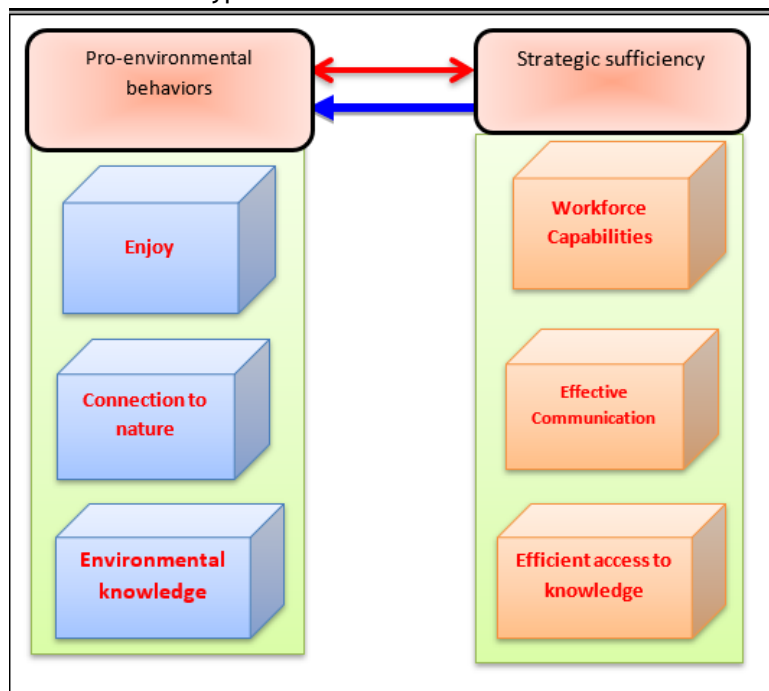 Pro-environmental
behaviors
Strategic sufficiency
Enjoy
Connection to
nature
Environmental
knowledge
Workforce
Capabilities
Effective
Communication
Efficient access to
knowledge